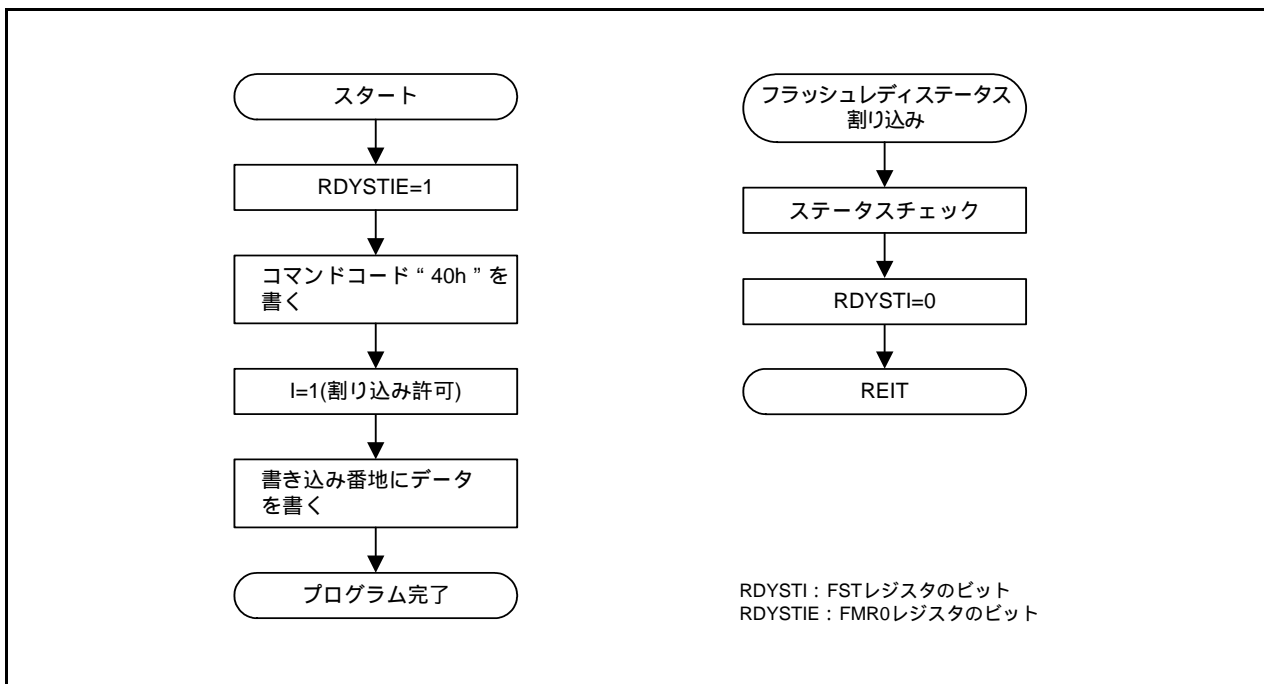 スタート
RDYSTIE=1
コマンドコード“ 40h ”を
書く
I=1(割り込み許可)
書き込み番地にデータ
を書く
プログラム完了
フラッシュレディステータス
割り込み
ステータスチェック
RDYSTI=0
REIT
RDYSTI：FSTレジスタのビット
RDYSTIE：FMR0レジスタのビット